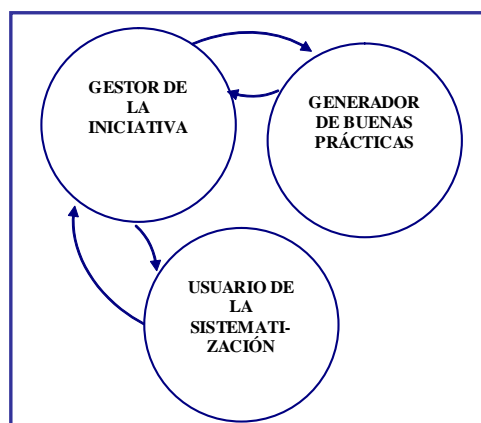 GESTOR DE
LA
INICIATIVA
GENERADOR
DE BUENAS
PRÁCTICAS
USUARIO DE
LA
SISTEMATI-
ZACIÓN